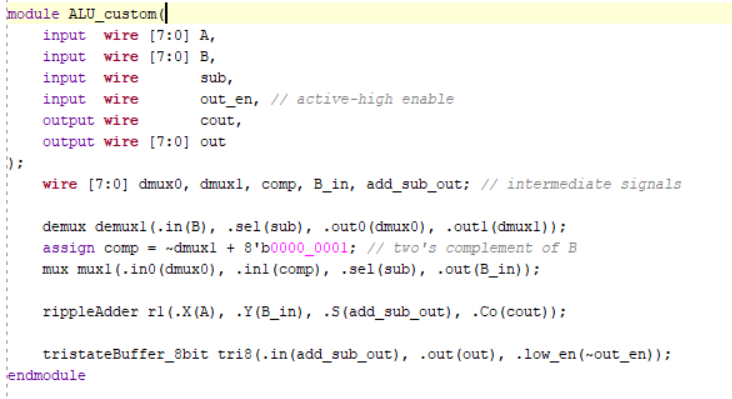 module ALU_custom(
    input  wire [7:0] A,
    input  wire [7:0] B,
    input  wire       sub,
    input  wire       out_en, // active-high enable
    output wire       cout,
    output wire [7:0] out
);
    wire [7:0] dmux0, dmux1, comp, B_in, add_sub_out; // intermediate signals

    demux demux1(.in(B), .sel(sub), .out0(dmux0), .out1(dmux1));
    assign comp = ~dmux1 + 8'b0000_0001; // two's complement of B
    mux mux1(.in0(dmux0), .in1(comp), .sel(sub), .out(B_in));

    rippleAdder r1(.X(A), .Y(B_in), .S(add_sub_out), .Co(cout));

    tristateBuffer_8bit tri8(.in(add_sub_out), .out(out), .low_en(~out_en));
endmodule